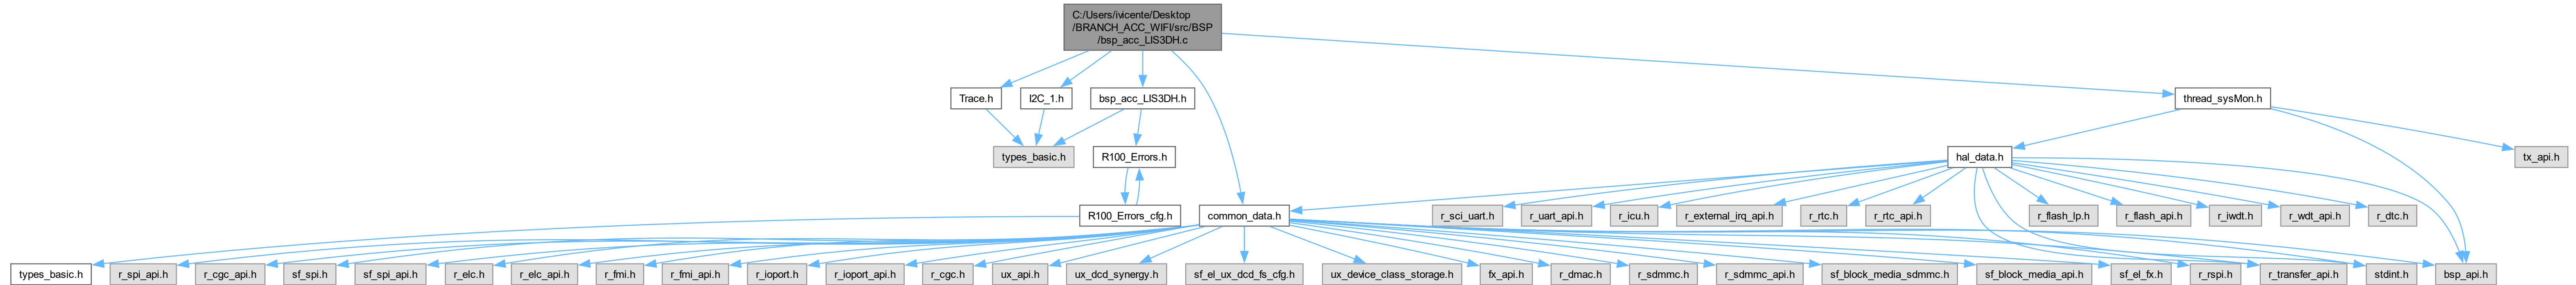 C:/Users/ivicente/Desktop
/BRANCH_ACC_WIFI/src/BSP
/bsp_acc_LIS3DH.c
Trace.h
I2C_1.h
bsp_acc_LIS3DH.h
thread_sysMon.h
types_basic.h
R100_Errors.h
hal_data.h
tx_api.h
R100_Errors_cfg.h
common_data.h
r_sci_uart.h
r_uart_api.h
r_icu.h
r_external_irq_api.h
r_rtc.h
r_rtc_api.h
r_flash_lp.h
r_flash_api.h
r_iwdt.h
r_wdt_api.h
r_dtc.h
types_basic.h
r_spi_api.h
r_cgc_api.h
sf_spi.h
sf_spi_api.h
r_elc.h
r_elc_api.h
r_fmi.h
r_fmi_api.h
r_ioport.h
r_ioport_api.h
r_cgc.h
ux_api.h
ux_dcd_synergy.h
sf_el_ux_dcd_fs_cfg.h
ux_device_class_storage.h
fx_api.h
r_dmac.h
r_sdmmc.h
r_sdmmc_api.h
sf_block_media_sdmmc.h
sf_block_media_api.h
sf_el_fx.h
r_rspi.h
r_transfer_api.h
stdint.h
bsp_api.h